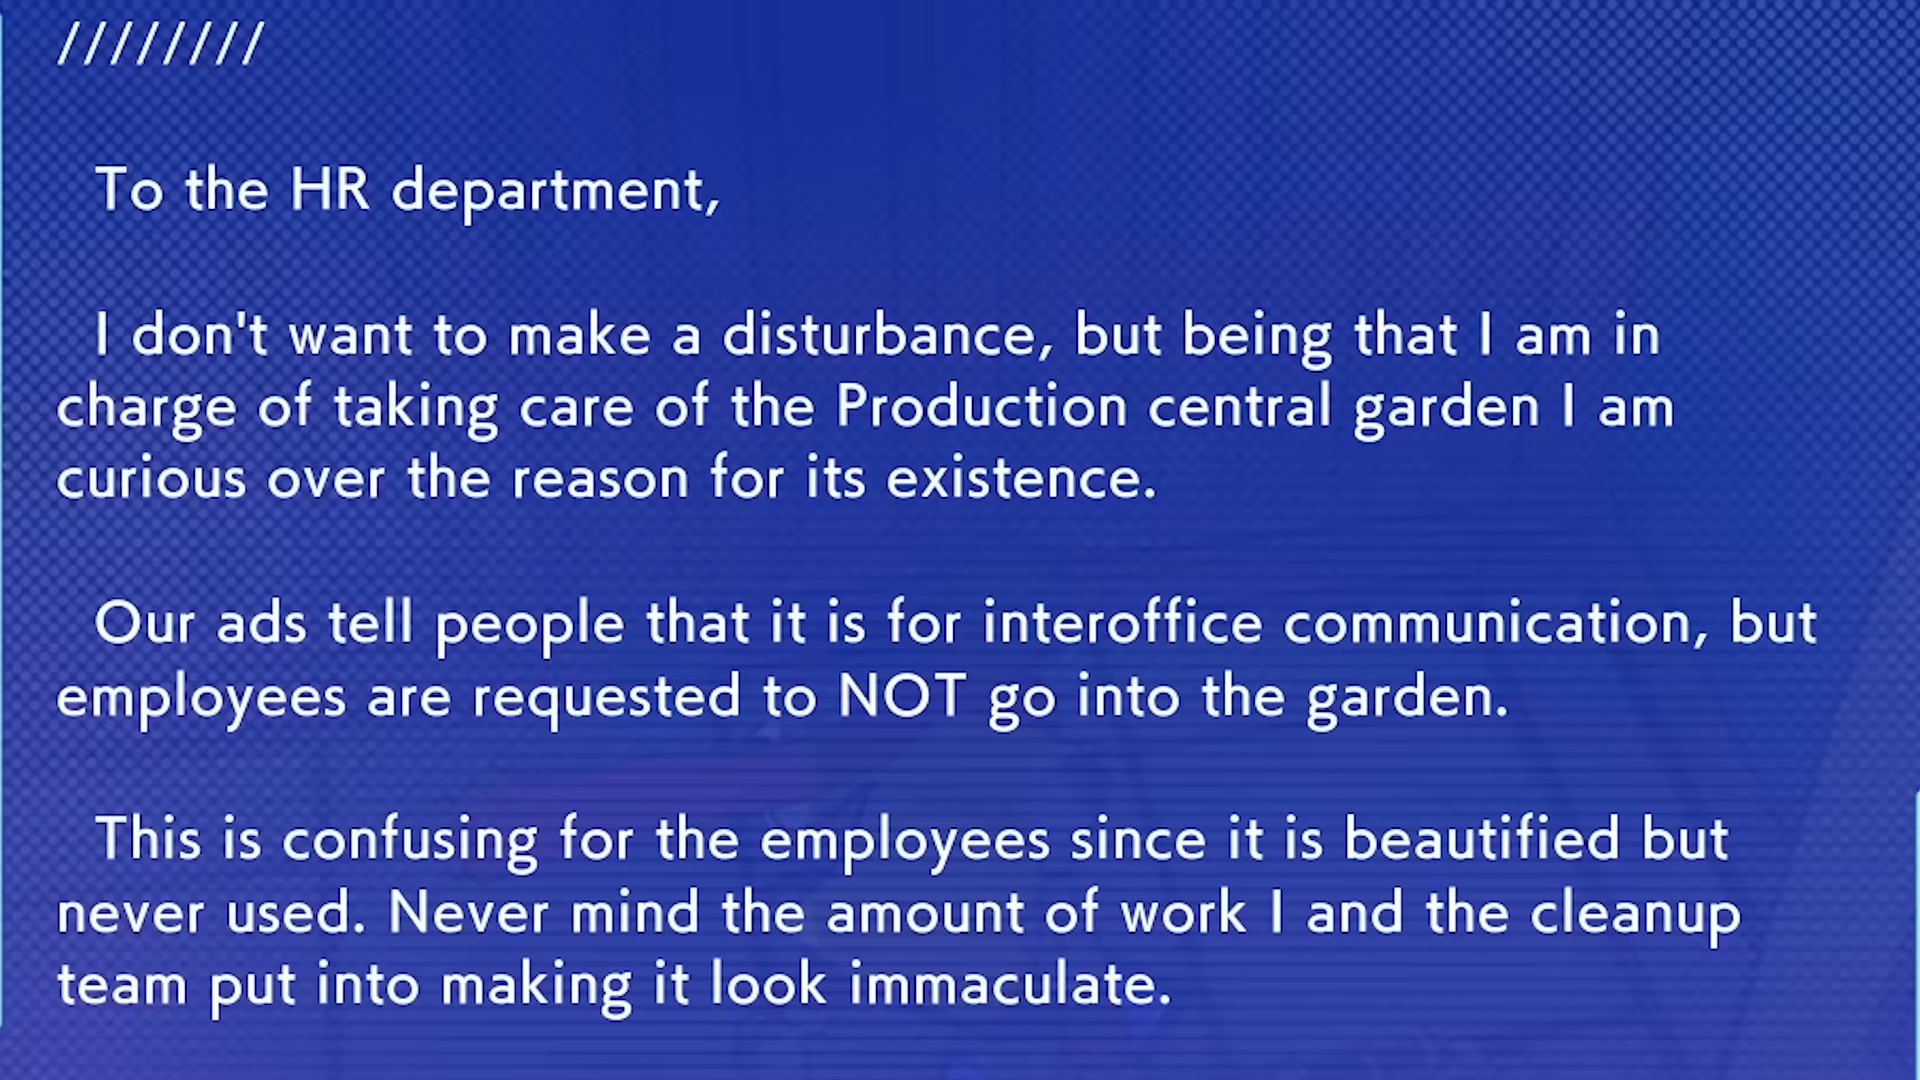 ////////
To the HR department,
I don't want to make a disturbance, but being that I am in
charge of taking care of the Production central garden I am
curious over the reason for its existence.
Our ads tell people that it is for interoffice communication, but
employees are requested to NOT go into the garden.
This is confusing for the employees since it is beautified but
never used. Never mind the amount of work I and the cleanup
team put into making it look immaculate.